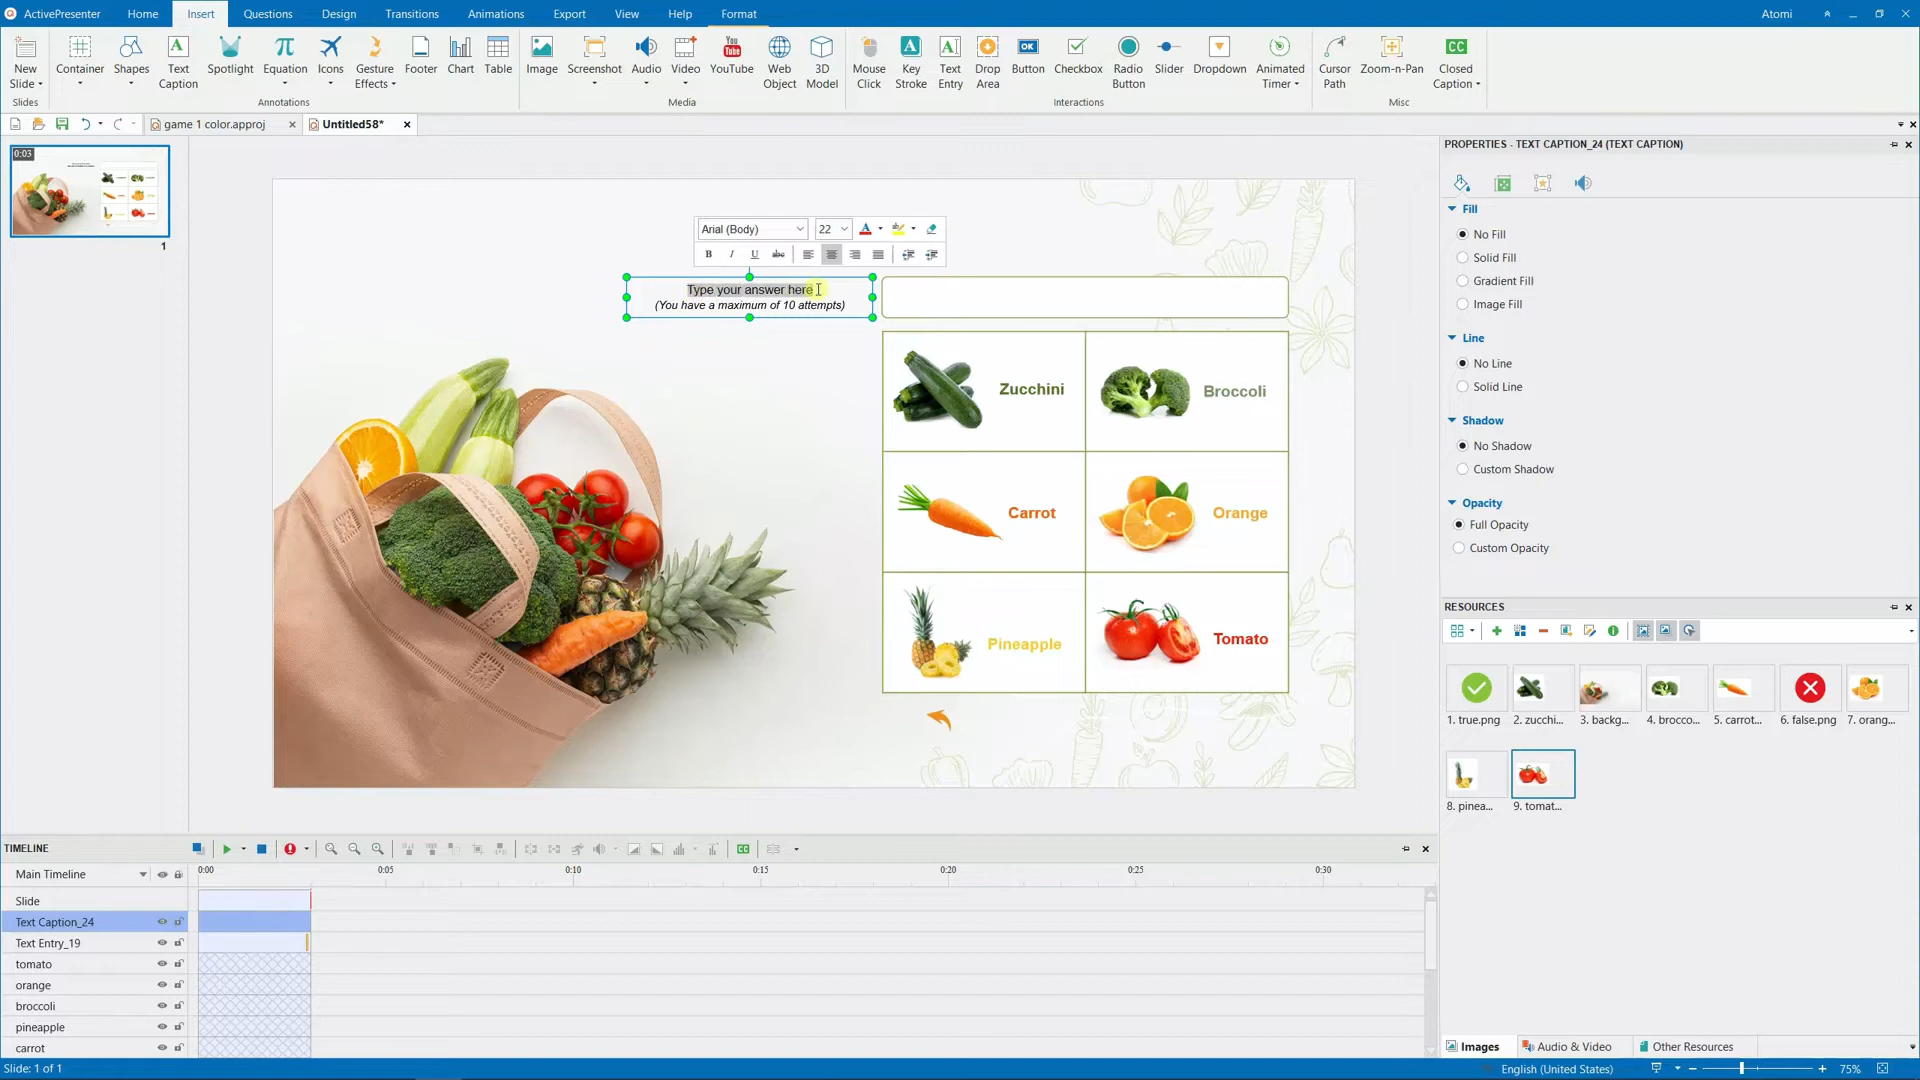 ActivePresenter Home Insert Questions Design Transitions Animations Export View Help Format Atomi
New Slide Container Shapes Text Caption Spotlight Equation Icons Gesture Effects Footer Chart Table Image Screenshot Audio Video YouTube Web Object 3D Model Mouse Click Key Stroke Text Entry Drop Area Button Checkbox Radio Button Slider Dropdown Animated Timer Cursor Path Zoom-n-Pan Closed Caption
Slides Annotations Media Interactions Misc
game 1 color.approj Untitled58*
PROPERTIES - TEXT CAPTION_24 (TEXT CAPTION)
0:03
1
Arial (Body) 22
Type your answer here
(You have a maximum of 10 attempts)
Zucchini Broccoli
Carrot Orange
Pineapple Tomato
Fill
No Fill
Solid Fill
Gradient Fill
Image Fill
Line
No Line
Solid Line
Shadow
No Shadow
Custom Shadow
Opacity
Full Opacity
Custom Opacity
RESOURCES
1. true.png 2. zucchi... 3. backg... 4. brocco... 5. carrot... 6. false.png 7. orang...
8. pinea... 9. tomat...
Images Audio & Video Other Resources
TIMELINE
Main Timeline 0:00 0:05 0:10 0:15 0:20 0:25 0:30
Slide
Text Caption_24
Text Entry_19
tomato
orange
broccoli
pineapple
carrot
Slide: 1 of 1 English (United States) 75%